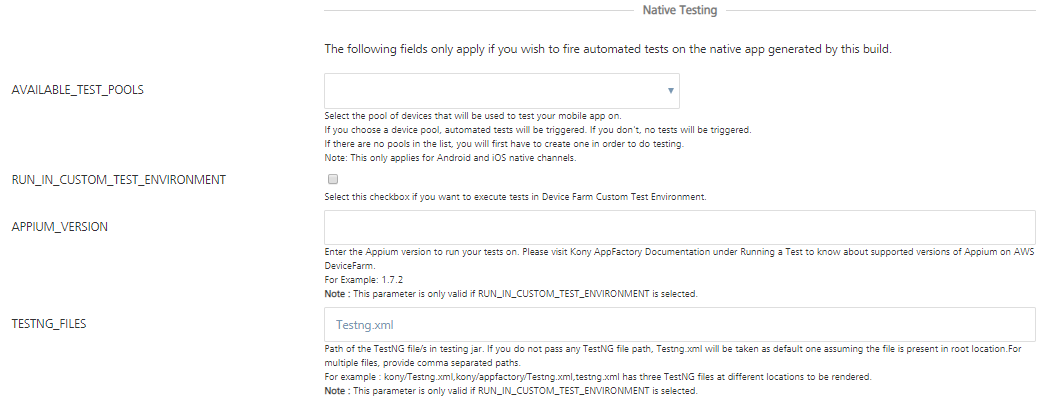 Native Testing
The following fields only apply if you wish to fire automated tests on the native app generated by this build.
AVAILABLE_TEST_POOLS
Select the pool of devices that will be used to test your mobile app on.
If you choose a device pool, automated tests will be triggered. If you don't, no tests will be triggered.
If there are no pools in the list, you will first have to create one in order to do testing.
Note: This only applies for Android and iOS native channels.
RUN_IN_CUSTOM_TEST_ENVIRONMENT
Select this checkbox if you want to execute tests in Device Farm Custom Test Environment.
APPIUM_VERSION
Enter the Appium version to run your tests on. Please visit Kony AppFactory Documentation under Running a Test to know about supported versions of Appium on AWS
DeviceFarm.
For Example: 1.7.2
Note : This parameter is only valid if RUN_IN_CUSTOM_TEST_ENVIRONMENT is selected.
TESTNG_FILES
Testng.xml
Path of the TestNG file/s in testing jar. If you do not pass any TestNG file path, Testng.xml will be taken as default one assuming the file is present in root location.For
multiple files, provide comma separated paths.
For example : kony/Testng.xml,kony/appfactory/Testng.xml,testng.xml has three TestNG files at different locations to be rendered.
Note : This parameter is only valid if RUN_IN_CUSTOM_TEST_ENVIRONMENT is selected.